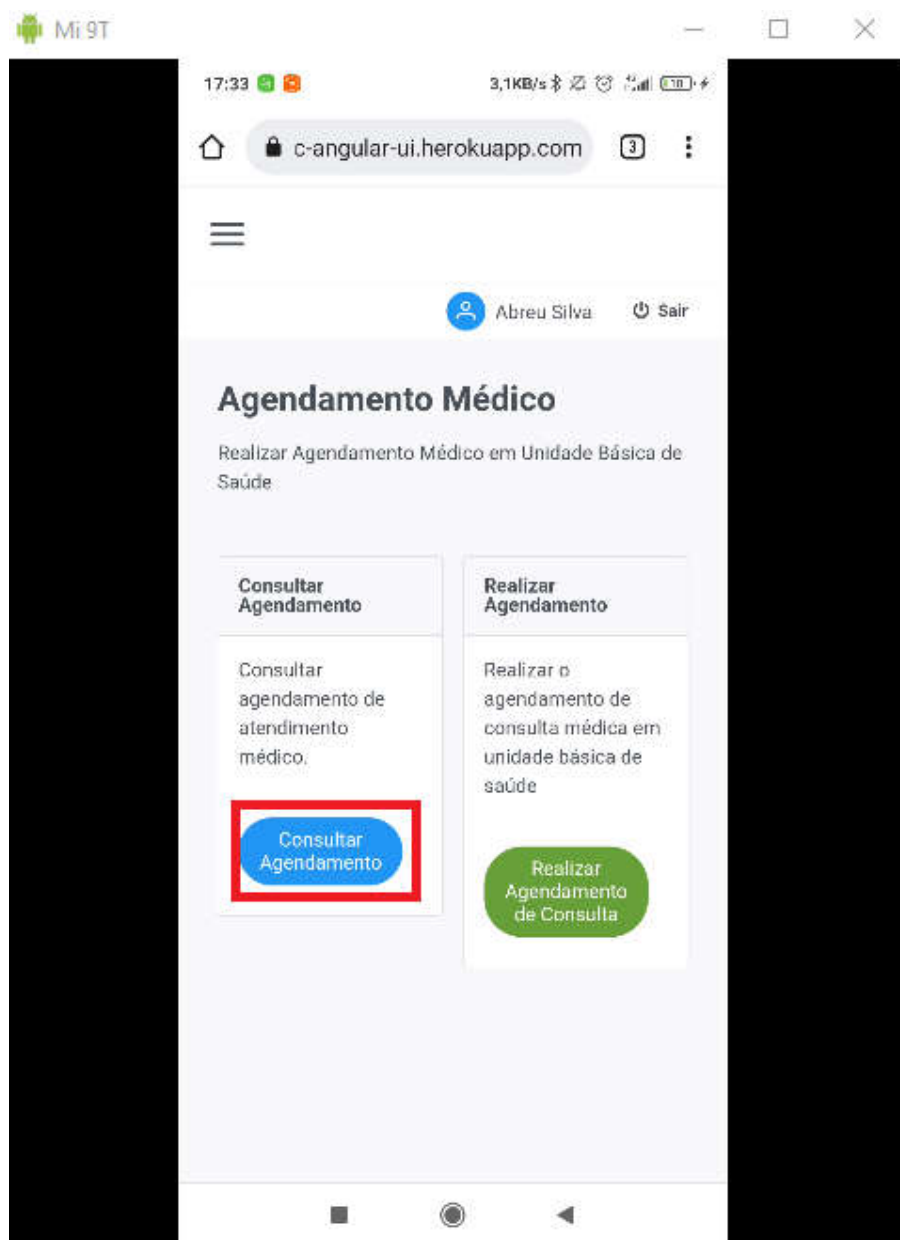 Mi 9T
17:33 3,1KB/s
c-angular-ui.herokuapp.com 3
Abreu Silva Sair
Agendamento Médico
Realizar Agendamento Médico em Unidade Básica de
Saúde
Consultar
Agendamento
Consultar
agendamento de
atendimento
médico.
Consultar
Agendamento
Realizar
Agendamento
Realizar o
agendamento de
consulta médica em
unidade básica de
saúde
Realizar
Agendamento
de Consulta